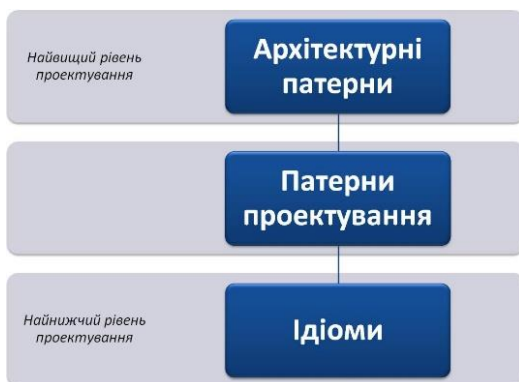 Найвищий рівень
проектування
Архітектурні
патерни
Патерни
проектування
Найнижчий рівень
проектування
Ідіоми